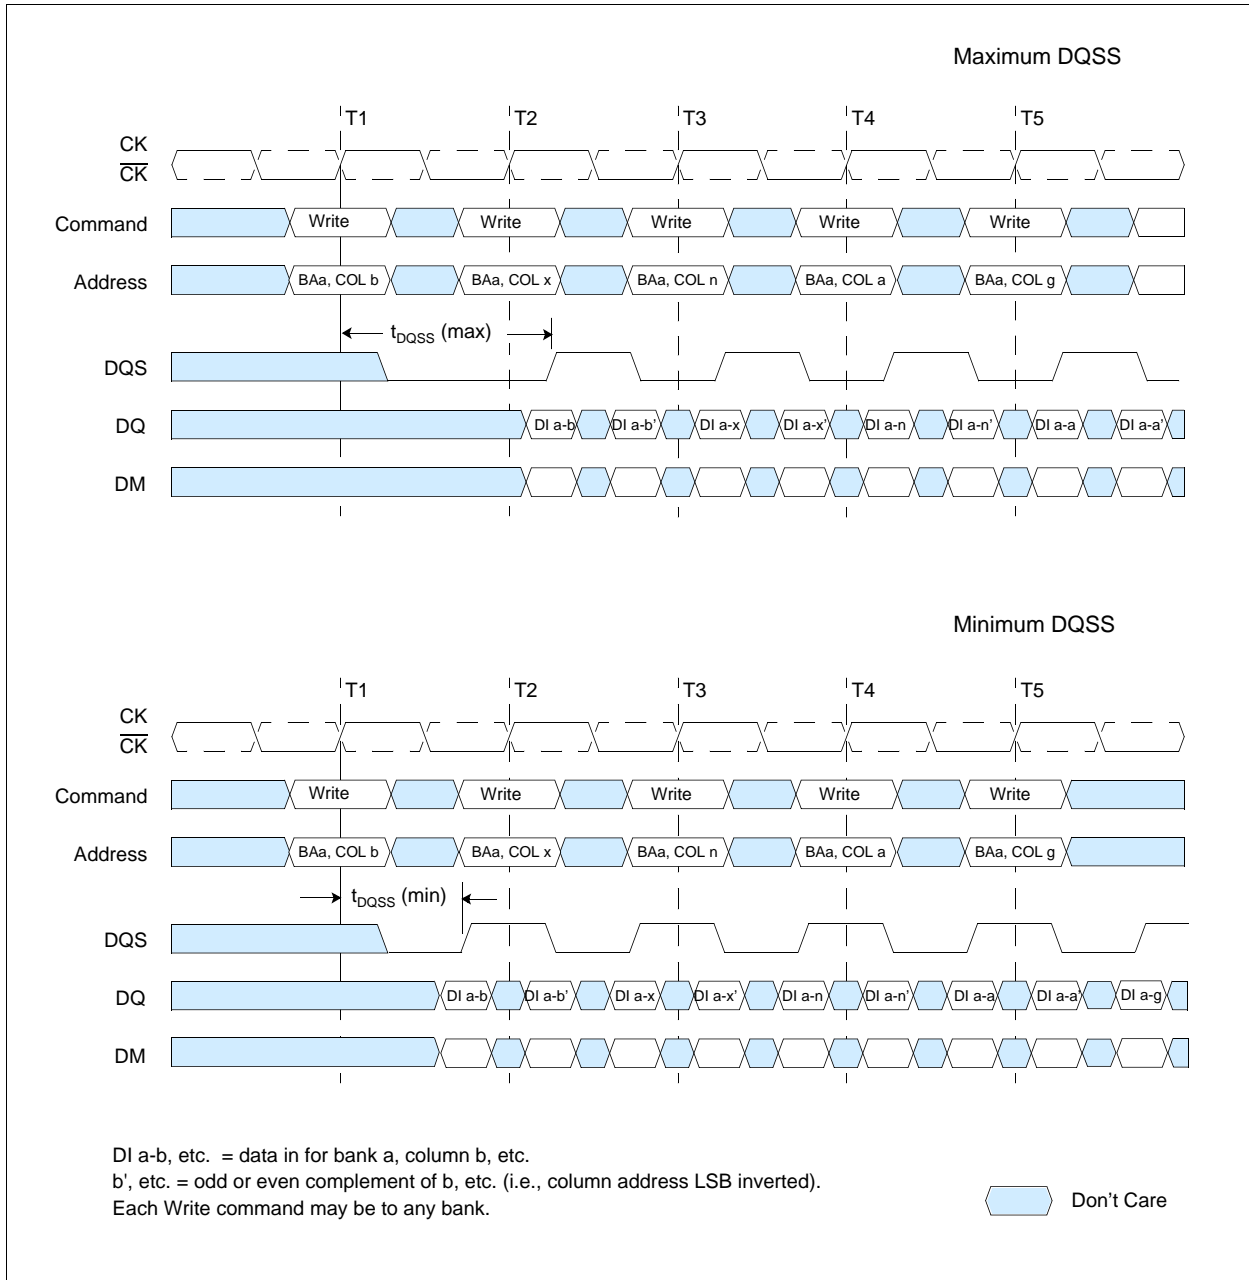 Maximum DQSS
T1 T2 T3 T4 T5
CK
CK
Command Write Write Write Write Write
Address BAa, COL b BAa, COL x BAa, COL n BAa, COL a BAa, COL g
tDQSS (max)
DQS
DQ DI a-b DI a-b' DI a-x DI a-x' DI a-n DI a-n' DI a-a DI a-a'
DM
Minimum DQSS
T1 T2 T3 T4 T5
CK
CK
Command Write Write Write Write Write
Address BAa, COL b BAa, COL x BAa, COL n BAa, COL a BAa, COL g
tDQSS (min)
DQS
DQ DI a-b DI a-b' DI a-x DI a-x' DI a-n DI a-n' DI a-a DI a-a' DI a-g
DM
DI a-b, etc. = data in for bank a, column b, etc.
b', etc. = odd or even complement of b, etc. (i.e., column address LSB inverted).
Each Write command may be to any bank.
Don't Care